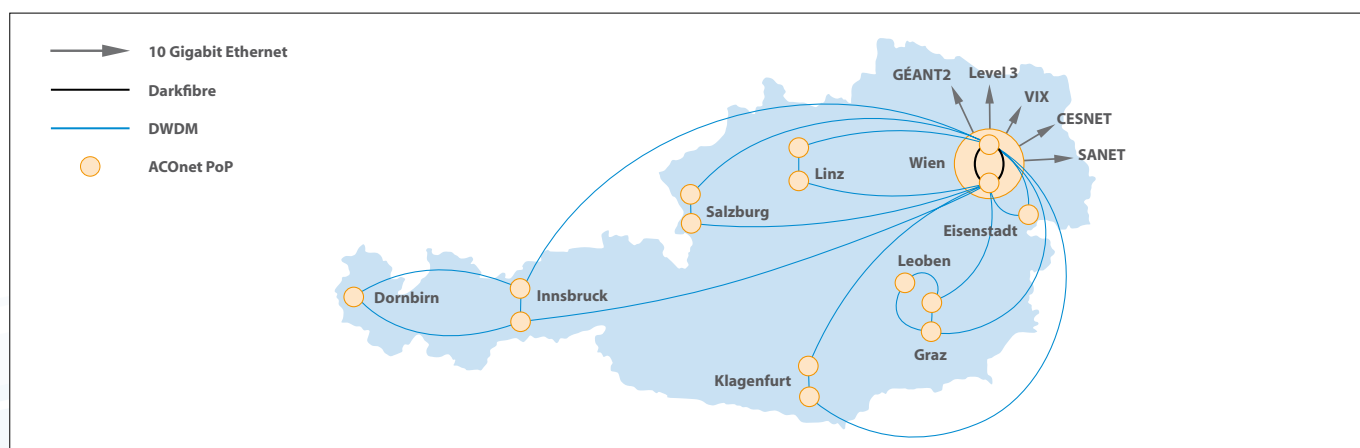 10 Gigabit Ethernet
Darkfibre
DWDM
ACOnet PoP
GÉANT2
Level 3
VIX
CESNET
SANET
Wien
Linz
Salzburg
Eisenstadt
Leoben
Dornbirn
Innsbruck
Graz
Klagenfurt